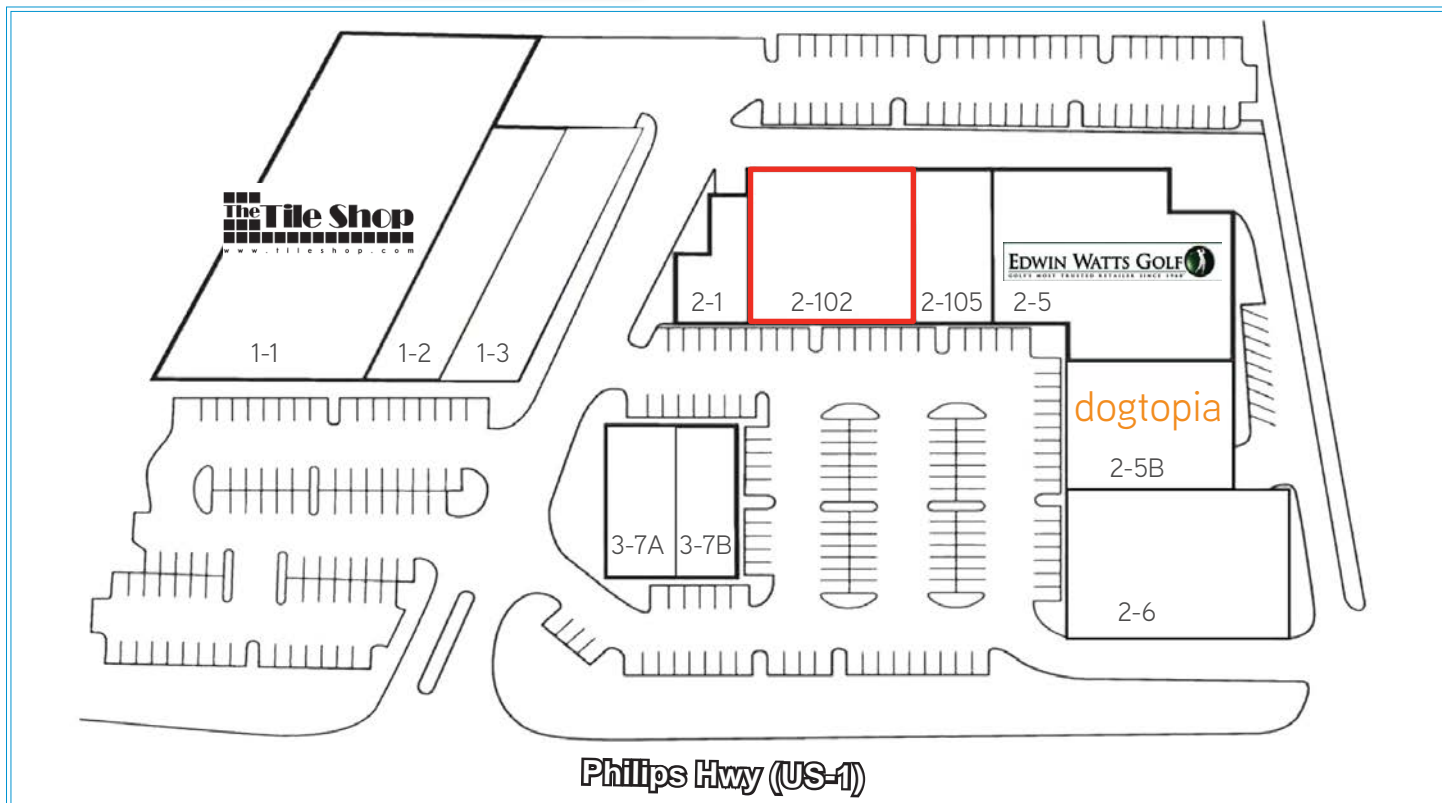 The Tile Shop
www.tileshop.com
EDWIN WATTS GOLF
GOLF'S MOST TRUSTED RETAILER SINCE 1968
2-1
2-102
2-105
2-5
1-1
1-2
1-3
dogtopia
2-5B
3-7A
3-7B
2-6
Philips Hwy (US-1)